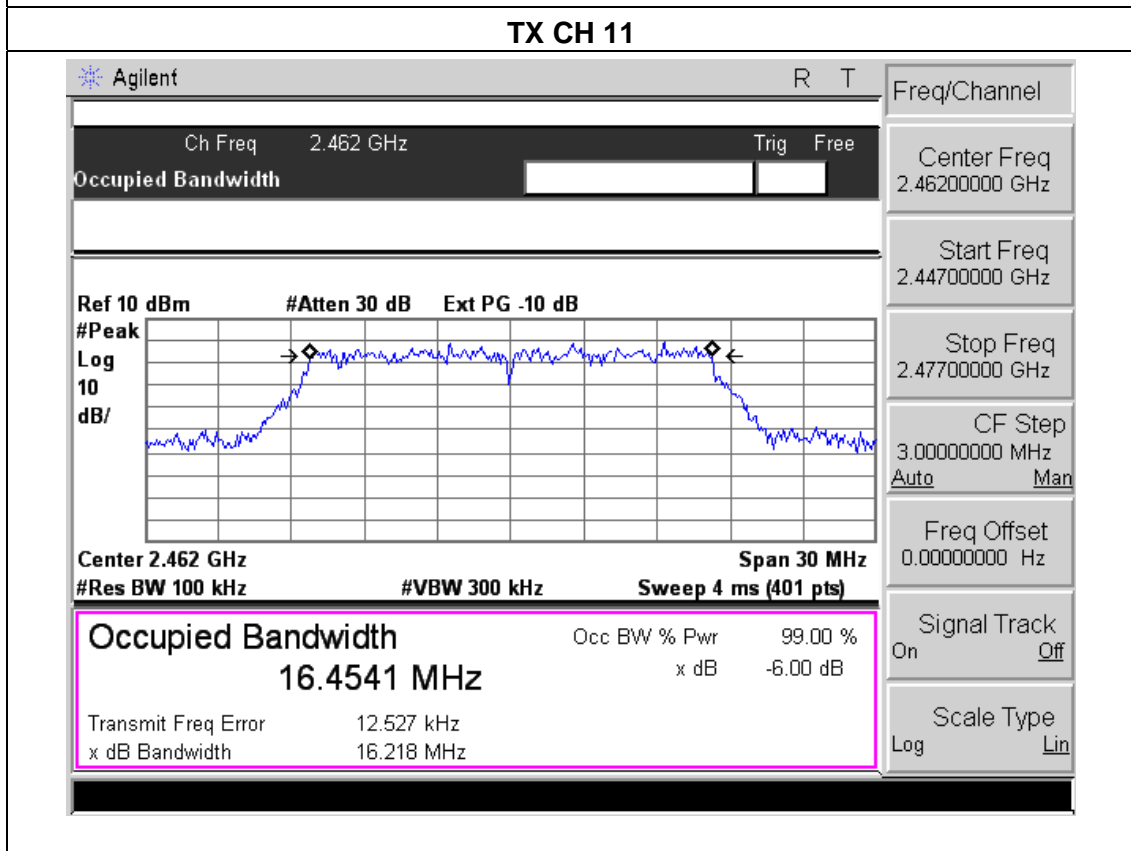 TX CH 11
Agilent R T
Freq/Channel
Ch Freq 2.462 GHz Trig Free
Occupied Bandwidth
Center Freq
2.46200000 GHz
Start Freq
2.44700000 GHz
Ref 10 dBm #Atten 30 dB Ext PG -10 dB
#Peak
Log
10
dB/
Stop Freq
2.47700000 GHz
CF Step
3.00000000 MHz
Auto Man
Center 2.462 GHz Span 30 MHz
#Res BW 100 kHz #VBW 300 kHz Sweep 4 ms (401 pts)
Freq Offset
0.00000000 Hz
Occupied Bandwidth Occ BW % Pwr 99.00 %
16.4541 MHz x dB -6.00 dB
Transmit Freq Error 12.527 kHz
x dB Bandwidth 16.218 MHz
Signal Track
On Off
Scale Type
Log Lin